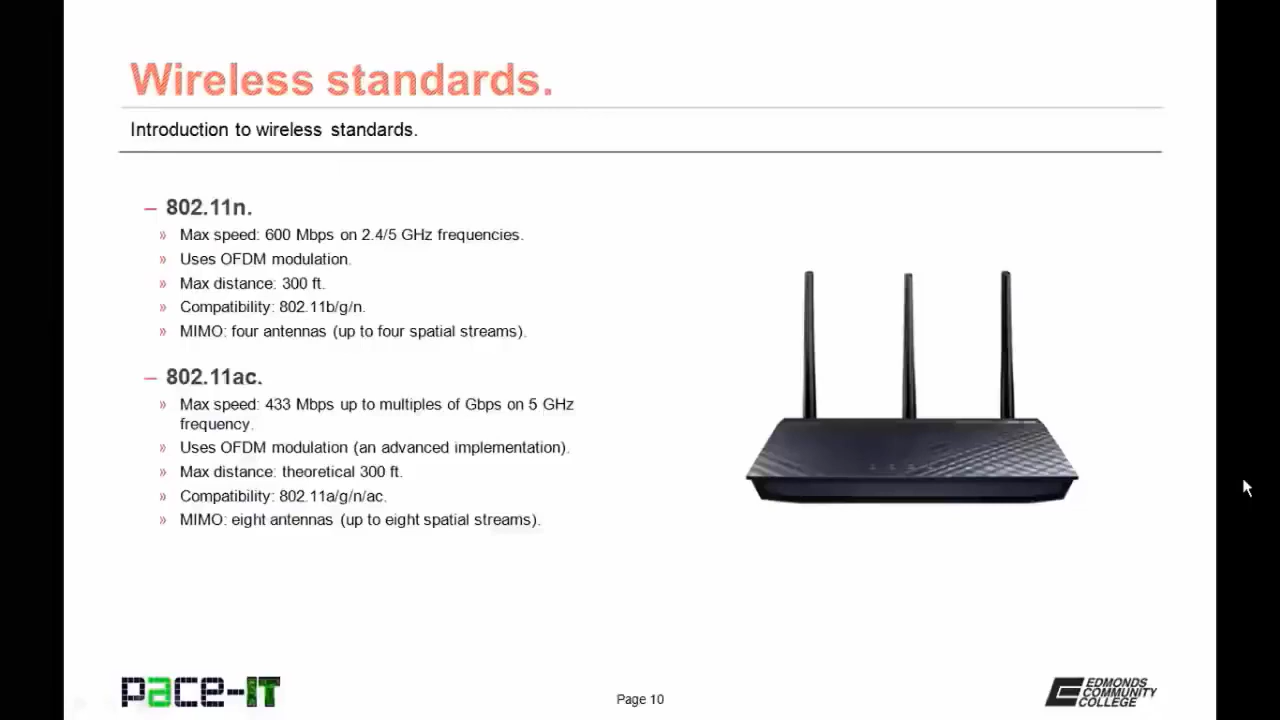 Wireless standards.
Introduction to wireless standards.
– 802.11n.
» Max speed: 600 Mbps on 2.4/5 GHz frequencies.
» Uses OFDM modulation.
» Max distance: 300 ft.
» Compatibility: 802.11b/g/n.
» MIMO: four antennas (up to four spatial streams).
– 802.11ac.
» Max speed: 433 Mbps up to multiples of Gbps on 5 GHz
frequency.
» Uses OFDM modulation (an advanced implementation).
» Max distance: theoretical 300 ft.
» Compatibility: 802.11a/g/n/ac.
» MIMO: eight antennas (up to eight spatial streams).
pace-IT
Page 10
EDMONDS
COMMUNITY
COLLEGE